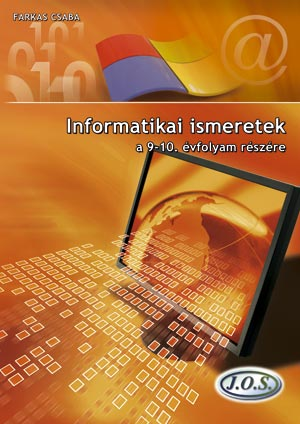 FARKAS CSABA
Informatikai ismeretek
a 9-10. évfolyam részére
J.O.S.